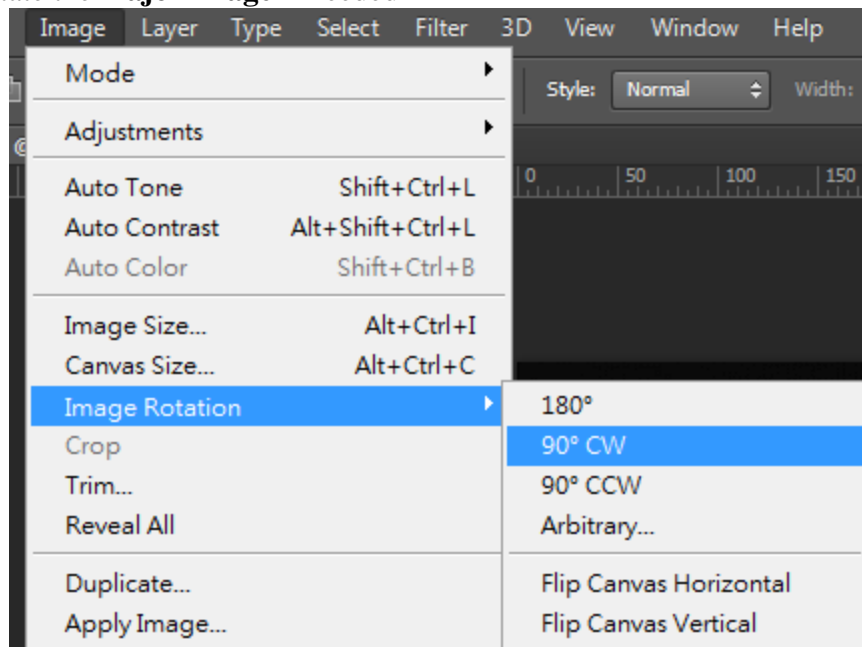 Image Layer Type Select Filter 3D View Window Help
Mode
Style: Normal Width:
Adjustments
0 50 100 150
Auto Tone Shift+Ctrl+L
Auto Contrast Alt+Shift+Ctrl+L
Auto Color Shift+Ctrl+B
Image Size... Alt+Ctrl+I
Canvas Size... Alt+Ctrl+C
Image Rotation
180°
Crop
90° CW
Trim...
90° CCW
Reveal All
Arbitrary...
Duplicate...
Flip Canvas Horizontal
Apply Image...
Flip Canvas Vertical